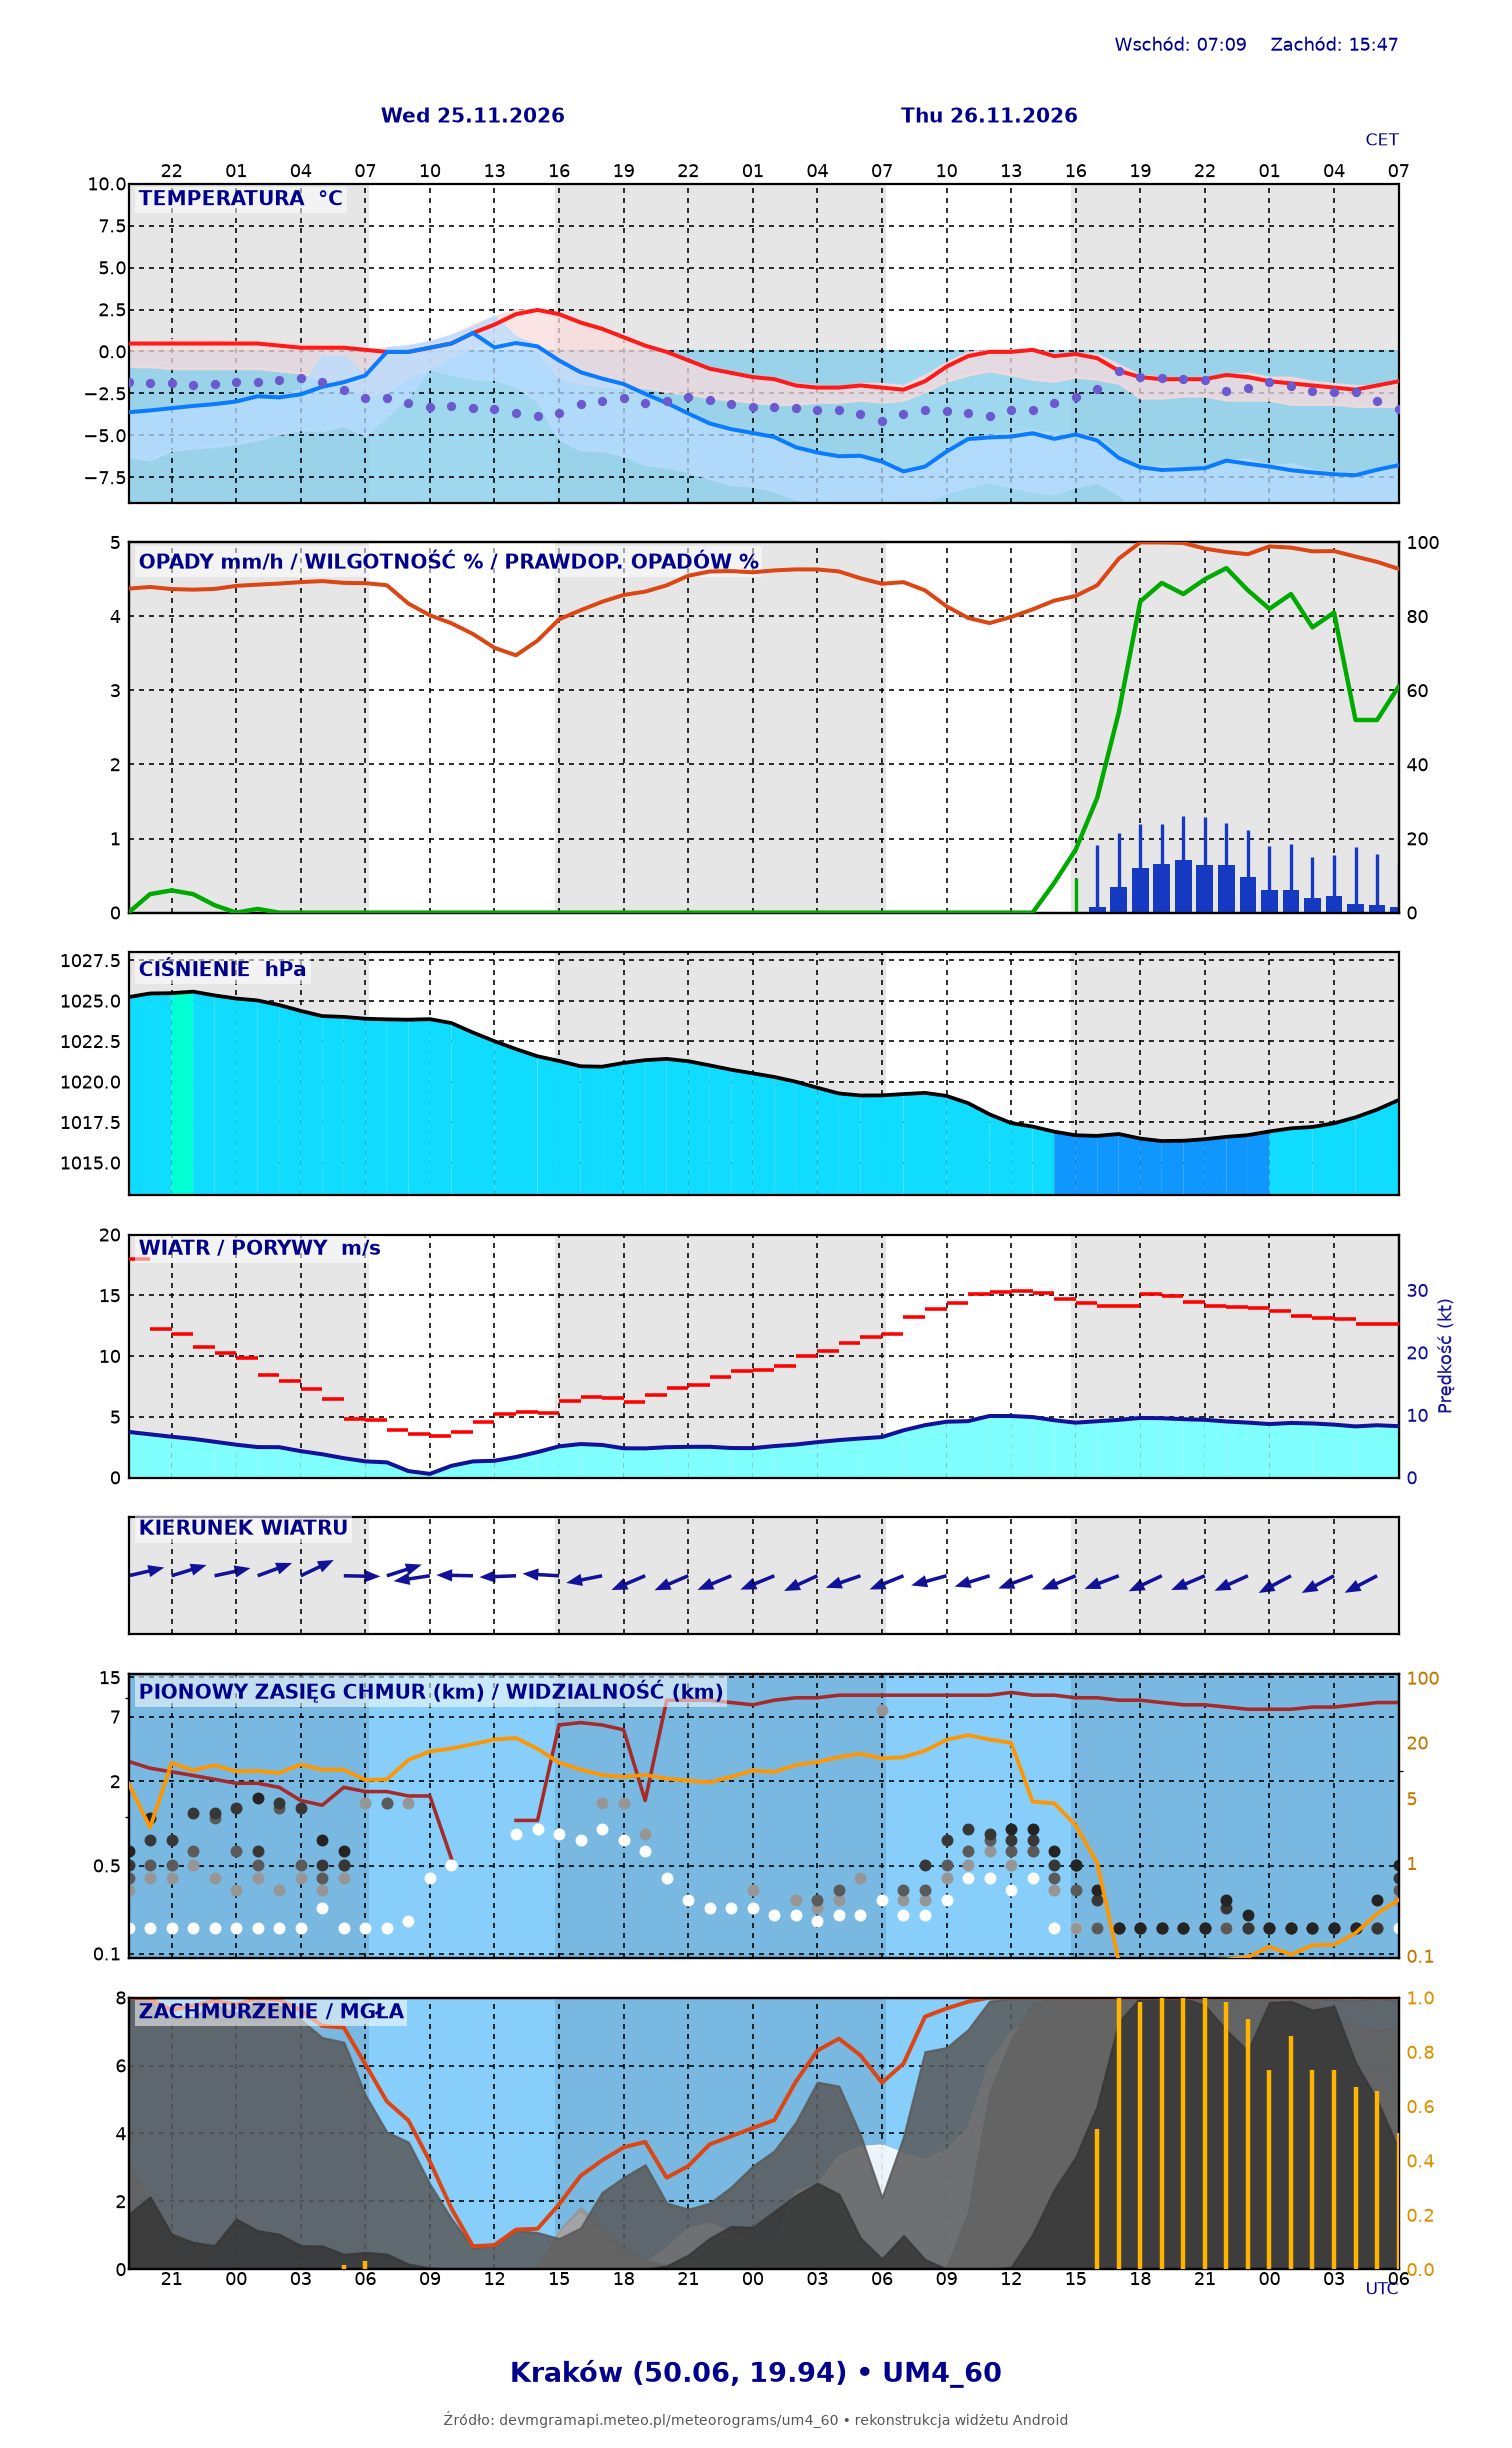 Wschód: 07:09 Zachód: 15:47
Wed 25.11.2026 Thu 26.11.2026
CET
22 01 04 07 10 13 16 19 22 01 04 07 10 13 16 19 22 01 04 07
TEMPERATURA °C
10.0
7.5
5.0
2.5
0.0
−2.5
−5.0
−7.5
OPADY mm/h / WILGOTNOŚĆ % / PRAWDOP. OPADÓW %
5 100
4 80
3 60
2 40
1 20
0 0
CIŚNIENIE hPa
1027.5
1025.0
1022.5
1020.0
1017.5
1015.0
WIATR / PORYWY m/s
20
15 30
10 20
5 10
0 0
Prędkość (kt)
KIERUNEK WIATRU
PIONOWY ZASIĘG CHMUR (km) / WIDZIALNOŚĆ (km)
15 100
7 20
2 5
0.5 1
0.1 0.1
ZACHMURZENIE / MGŁA
8 1.0
6 0.8
0.6
4 0.4
2 0.2
0 0.0
21 00 03 06 09 12 15 18 21 00 03 06 09 12 15 18 21 00 03 06
UTC
Kraków (50.06, 19.94) • UM4_60
Źródło: devmgramapi.meteo.pl/meteorograms/um4_60 • rekonstrukcja widżetu Android